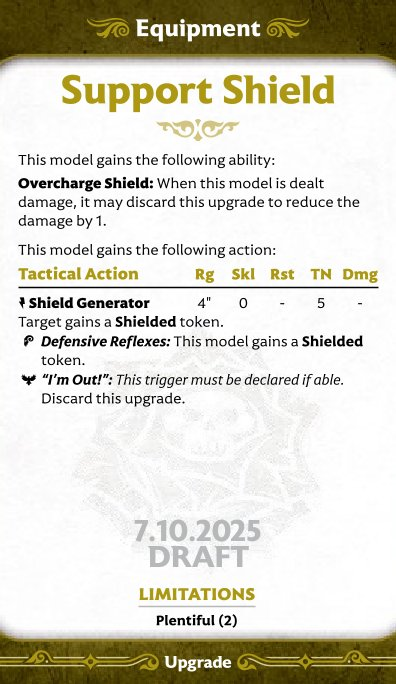 Equipment
Support Shield
This model gains the following ability:
Overcharge Shield: When this model is dealt
damage, it may discard this upgrade to reduce the
damage by 1.
This model gains the following action:
Tactical Action Rg Skl Rst TN Dmg
Shield Generator 4" 0 - 5 -
Target gains a Shielded token.
Defensive Reflexes: This model gains a Shielded
token.
“I’m Out!”: This trigger must be declared if able.
Discard this upgrade.
7.10.2025
DRAFT
LIMITATIONS
Plentiful (2)
Upgrade